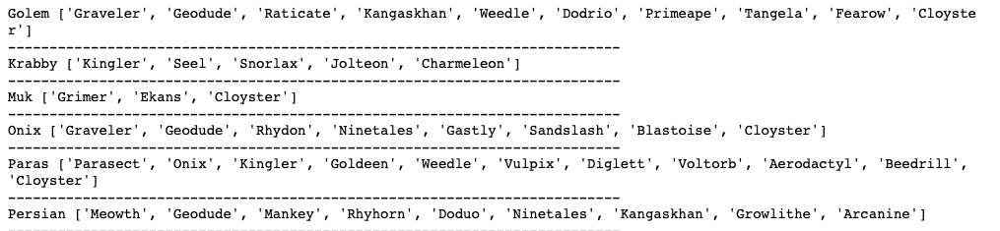 Golem ['Graveler', 'Geodude', 'Raticate', 'Kangaskhan', 'Weedle', 'Dodrio', 'Primeape', 'Tangela', 'Fearow', 'Cloyste
r']
--------------------------------------------------------------------------
Krabby ['Kingler', 'Seel', 'Snorlax', 'Jolteon', 'Charmeleon']
--------------------------------------------------------------------------
Muk ['Grimer', 'Ekans', 'Cloyster']
--------------------------------------------------------------------------
Onix ['Graveler', 'Geodude', 'Rhydon', 'Ninetales', 'Gastly', 'Sandslash', 'Blastoise', 'Cloyster']
--------------------------------------------------------------------------
Paras ['Parasect', 'Onix', 'Kingler', 'Goldeen', 'Weedle', 'Vulpix', 'Diglett', 'Voltorb', 'Aerodactyl', 'Beedrill',
'Cloyster']
--------------------------------------------------------------------------
Persian ['Meowth', 'Geodude', 'Mankey', 'Rhyhorn', 'Doduo', 'Ninetales', 'Kangaskhan', 'Growlithe', 'Arcanine']
--------------------------------------------------------------------------